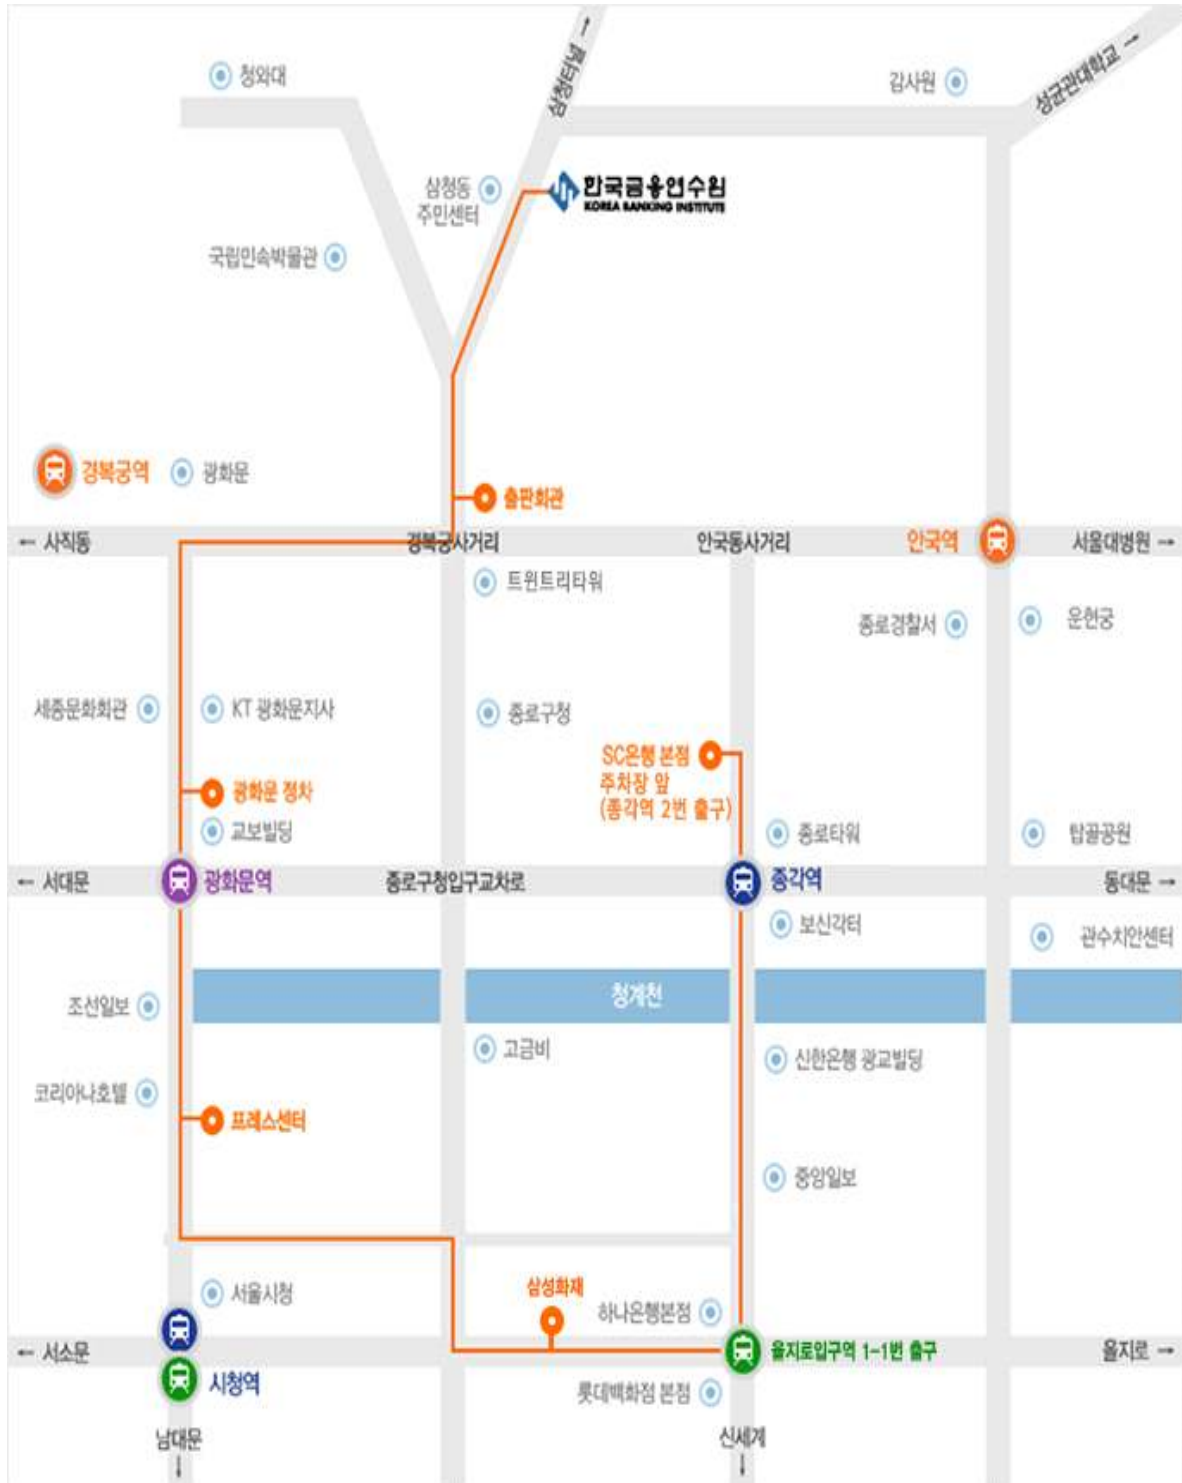 청와대
삼청터널 →
감사원
성균관대학교 →
삼청동
주민센터
한국금융연수원
KOREA BANKING INSTITUTE
국립민속박물관
경복궁역
광화문
출판회관
← 사직동
경복궁사거리
안국동사거리
안국역
서울대병원 →
트윈트리타워
종로경찰서
운현궁
세종문화회관
KT 광화문지사
종로구청
SC은행 본점
주차장 앞
(종각역 2번 출구)
광화문 정차
교보빌딩
종로타워
탑골공원
← 서대문
광화문역
종로구청입구교차로
종각역
동대문 →
보신각터
관수치안센터
청계천
조선일보
고금비
신한은행 광교빌딩
코리아나호텔
프레스센터
중앙일보
서울시청
삼성화재
하나은행본점
← 서소문
을지로입구역 1-1번 출구
을지로 →
시청역
롯데백화점 본점
남대문
↓
신세계
↓